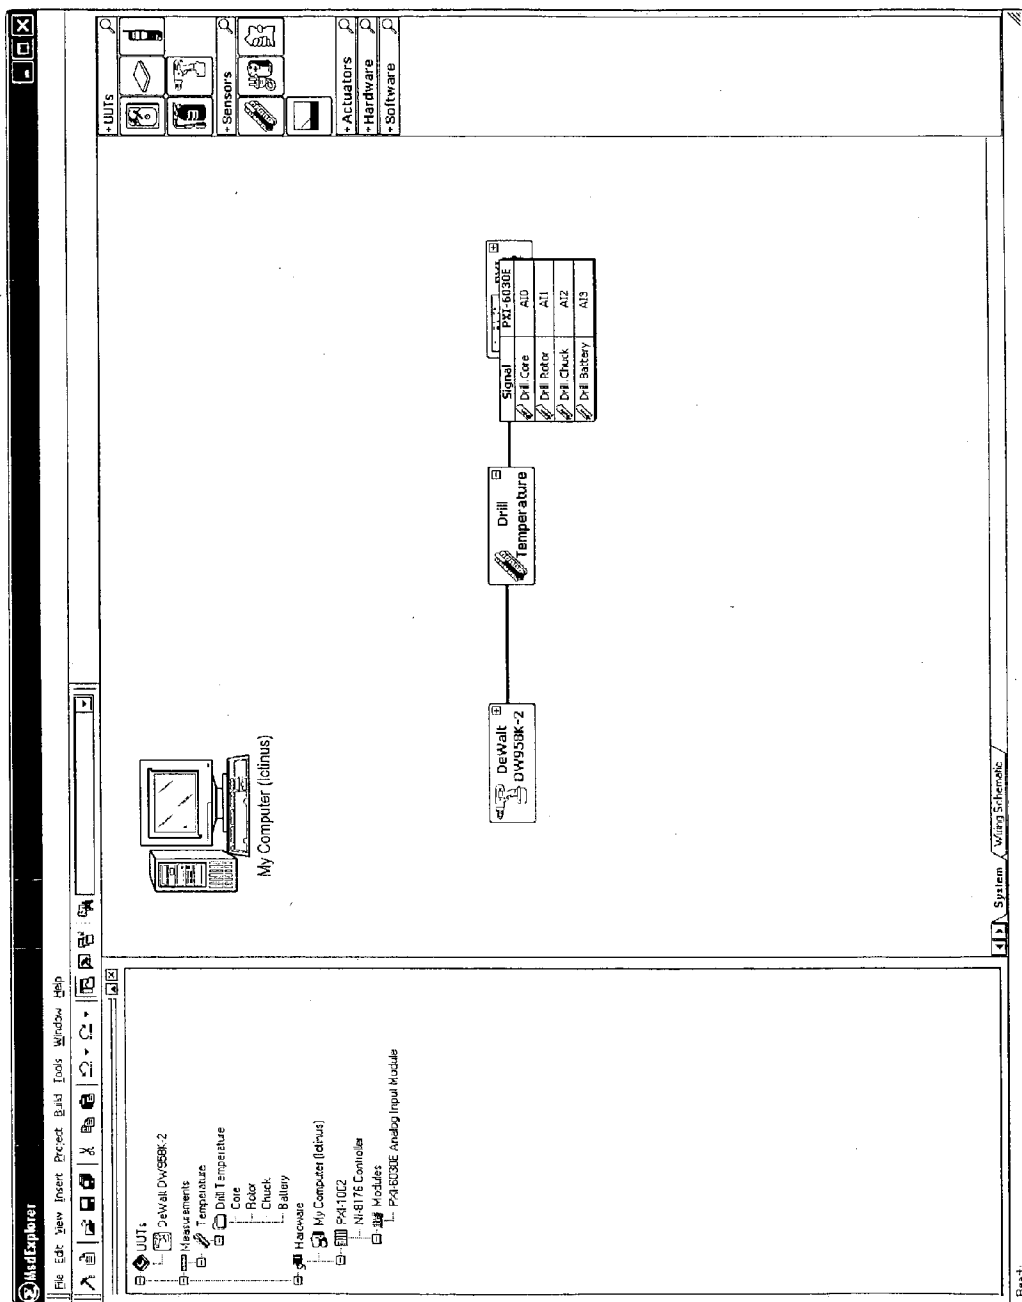 MsdExplorer
File Edit View Insert Project Build Tools Window Help
UUTs
DeWalt DW958K-2
Measurements
Temperature
Drill Temperature
Core
Rotor
Chuck
Battery
Hardware
My Computer (Ictinus)
PXI-1002
NI-8176 Controller
Modules
PXI-6030E Analog Input Module
My Computer (Ictinus)
DeWalt
DW958K-2
Drill
Temperature
Signal PXI-6030E
Drill.Core AI0
Drill.Rotor AI1
Drill.Chuck AI2
Drill.Battery AI3
+UUTs
+Sensors
+Actuators
+Hardware
+Software
System Wiring Schematic
Ready